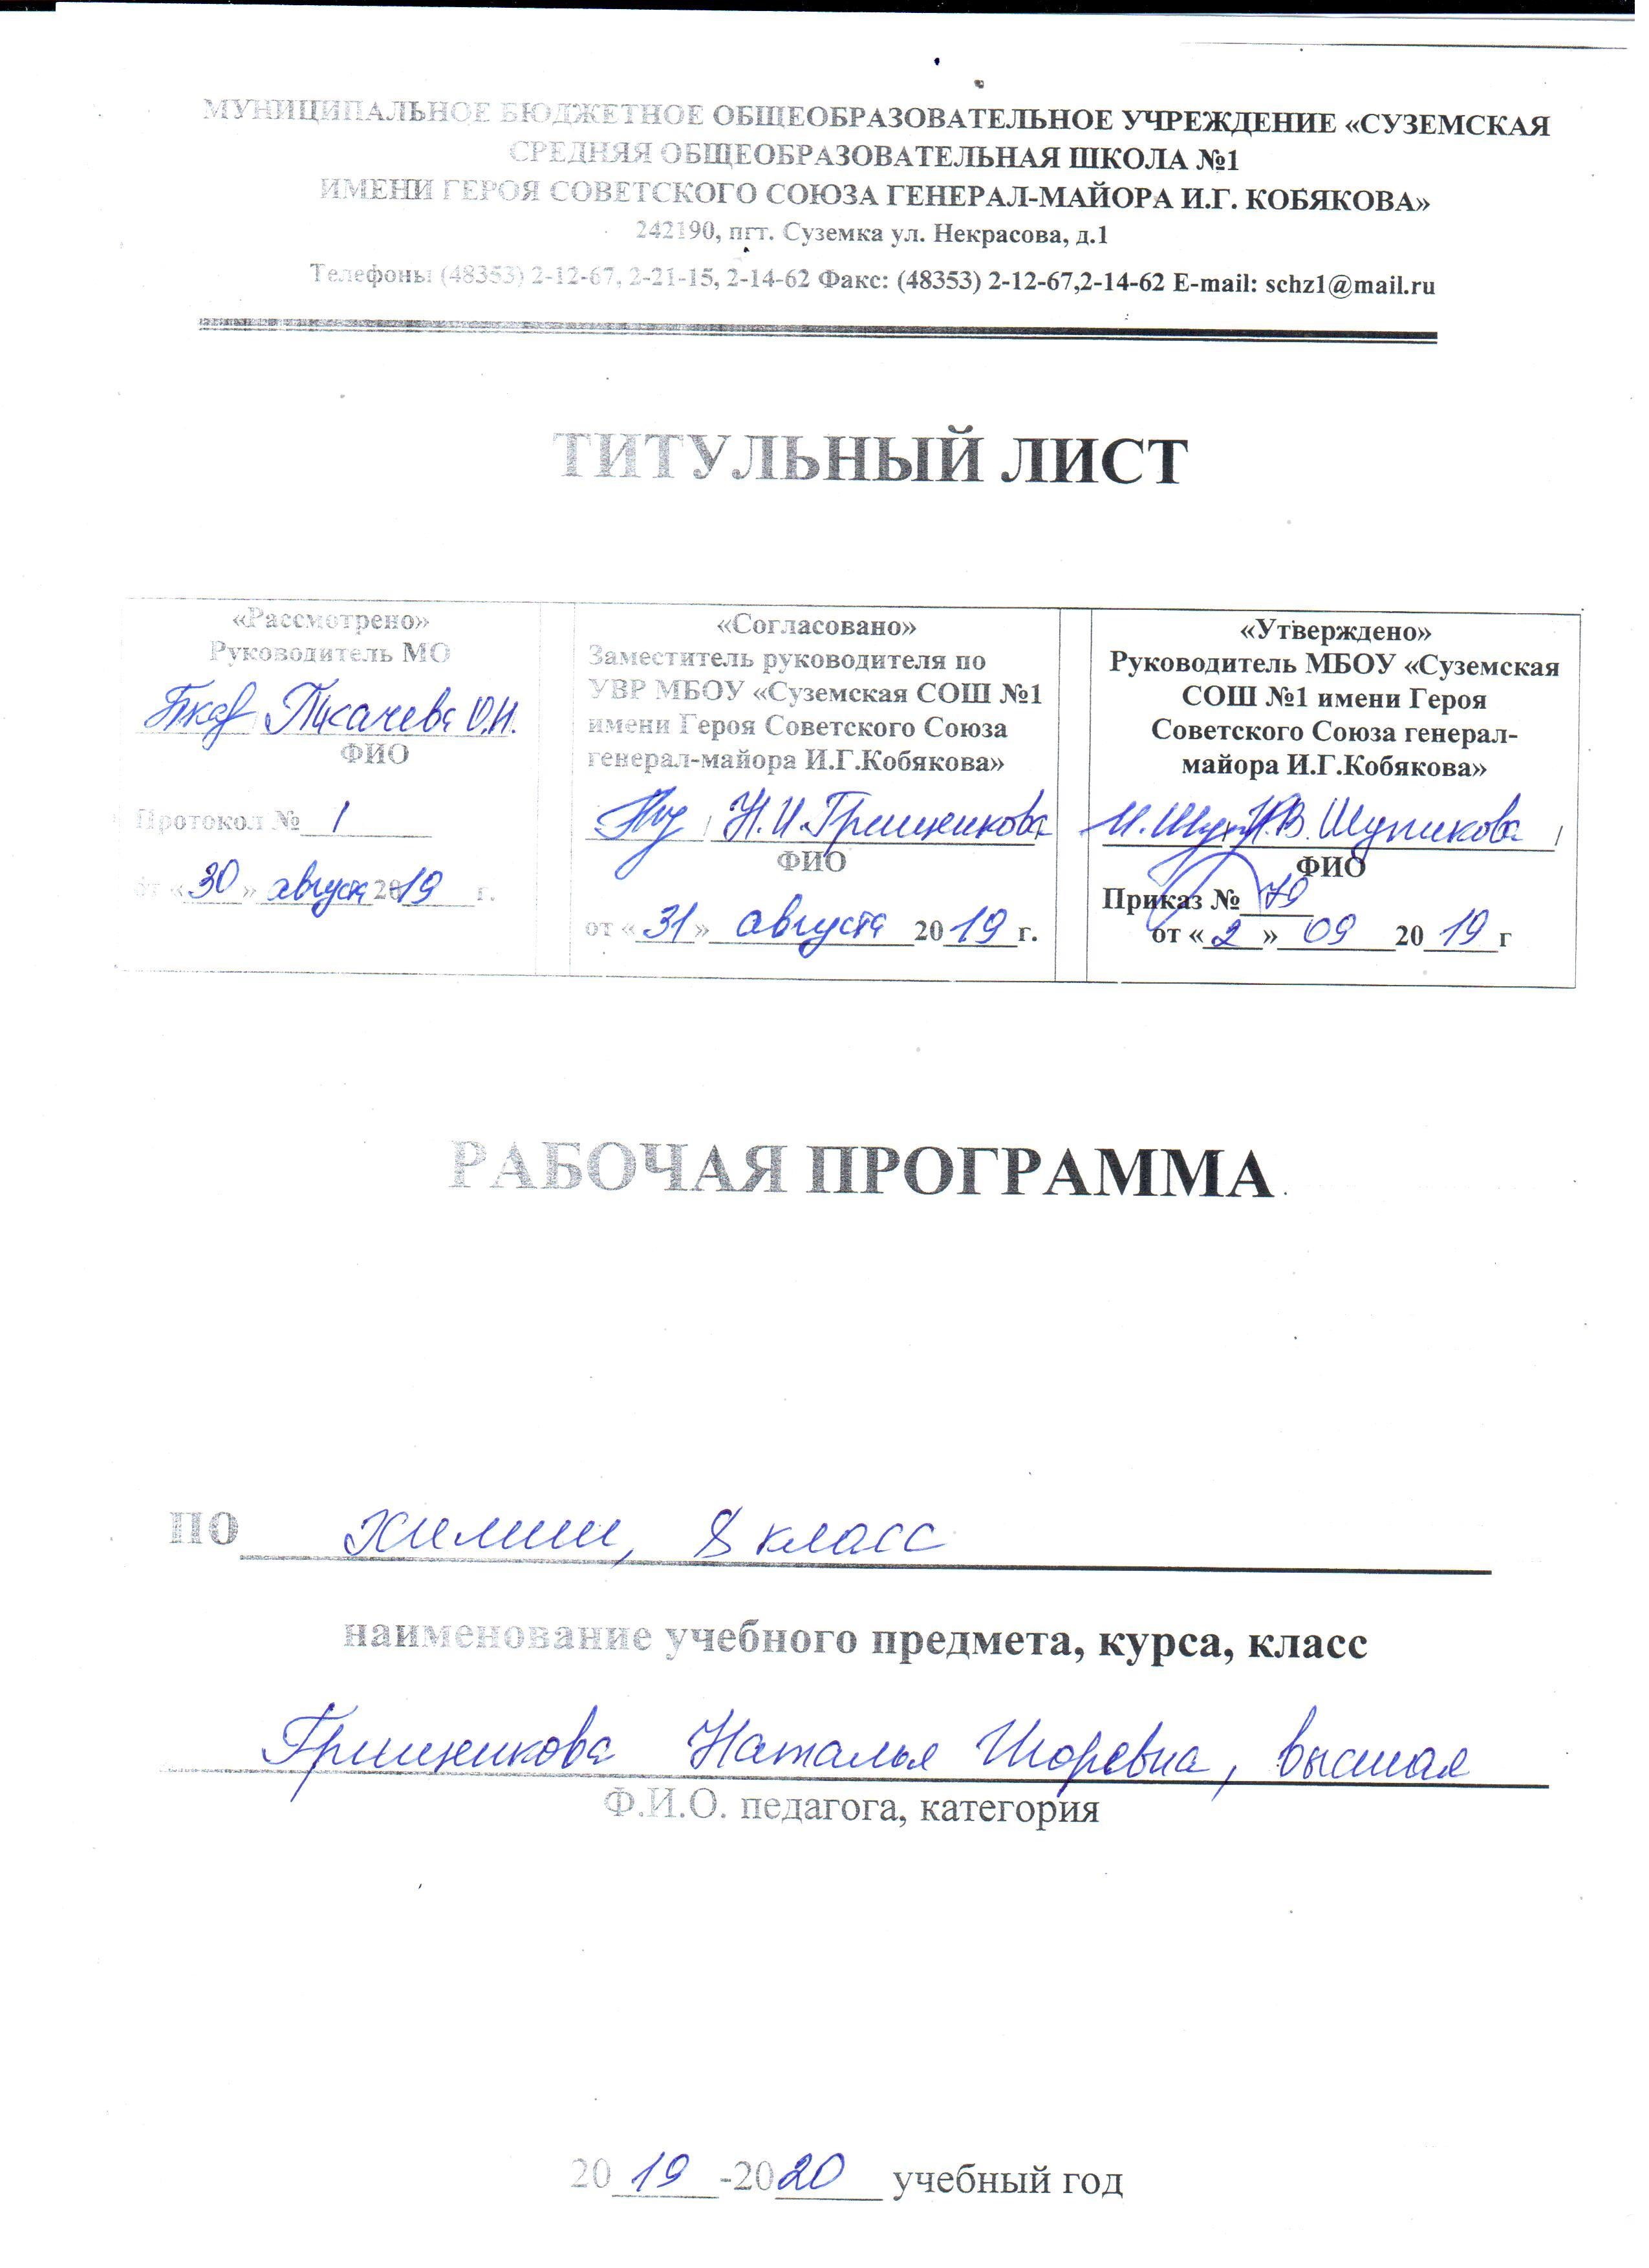 МУНИЦИПАЛЬНОЕ БЮДЖЕТНОЕ ОБЩЕОБРАЗОВАТЕЛЬНОЕ УЧРЕЖДЕНИЕ «СУЗЕМСКАЯ
СРЕДНЯЯ ОБЩЕОБРАЗОВАТЕЛЬНАЯ ШКОЛА №1
ИМЕНИ ГЕРОЯ СОВЕТСКОГО СОЮЗА ГЕНЕРАЛ-МАЙОРА И.Г. КОБЯКОВА»
242190, пгт. Суземка ул. Некрасова, д.1
Телефоны (48353) 2-12-67, 2-21-15, 2-14-62 Факс: (48353) 2-12-67,2-14-62 E-mail: schz1@mail.ru
ТИТУЛЬНЫЙ ЛИСТ
«Рассмотрено»
Руководитель МО
О.Н.
ФИО
Протокол № 1
от «30» августа 2019 г.
«Согласовано»
Заместитель руководителя по
УВР МБОУ «Суземская СОШ №1
имени Героя Советского Союза
генерал-майора И.Г.Кобякова»
/ Н.И.Грищенкова
ФИО
от «31» августа 2019 г.
«Утверждено»
Руководитель МБОУ «Суземская
СОШ №1 имени Героя
Советского Союза генерал-
майора И.Г.Кобякова»
Н.В. Шупикова /
ФИО
Приказ № 79
от «2» 09 2019 г
РАБОЧАЯ ПРОГРАММА
ПО химии, 8 класс
наименование учебного предмета, курса, класс
Грищенкова Наталья Игоревна, высшая
Ф.И.О. педагога, категория
2019-2020 учебный год